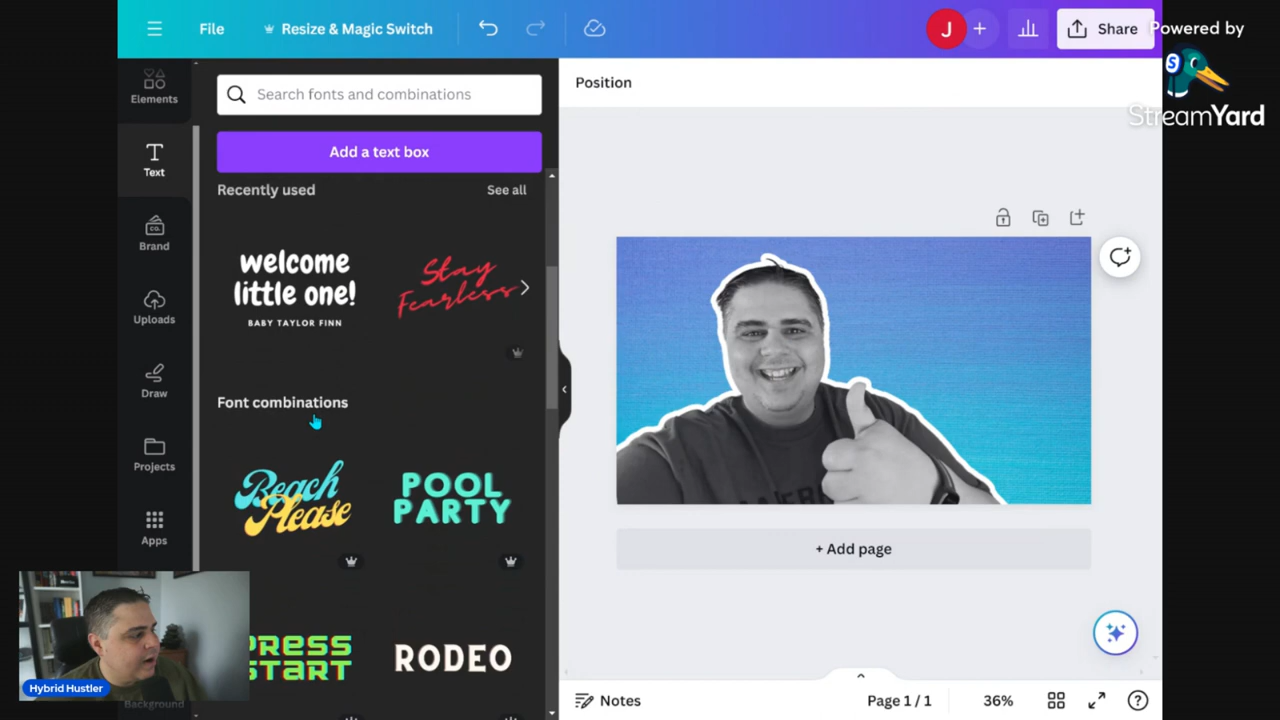 File
Resize & Magic Switch
J
+
Share
Powered by
StreamYard
Elements
Text
Brand
Uploads
Draw
Projects
Apps
Background
Search fonts and combinations
Add a text box
Recently used
See all
welcome
little one!
BABY TAYLOR FINN
Stay
Fearless
Font combinations
Beach
Please
POOL
PARTY
PRESS
START
RODEO
Position
+ Add page
Notes
Page 1 / 1
36%
Hybrid Hustler